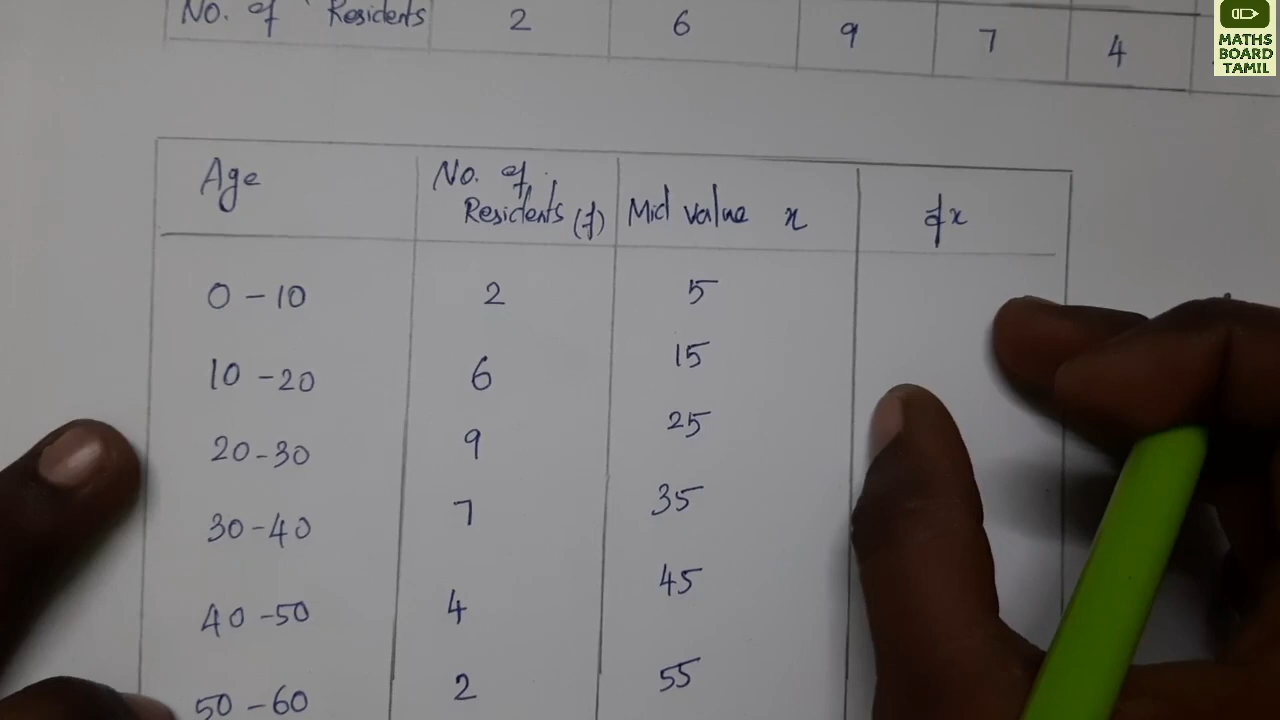 No. of Residents 2 6 9 7 4
MATHS
BOARD
TAMIL
Age No. of Residents (f) Mid value x fx
0 - 10 2 5
10 - 20 6 15
20 - 30 9 25
30 - 40 7 35
40 - 50 4 45
50 - 60 2 55